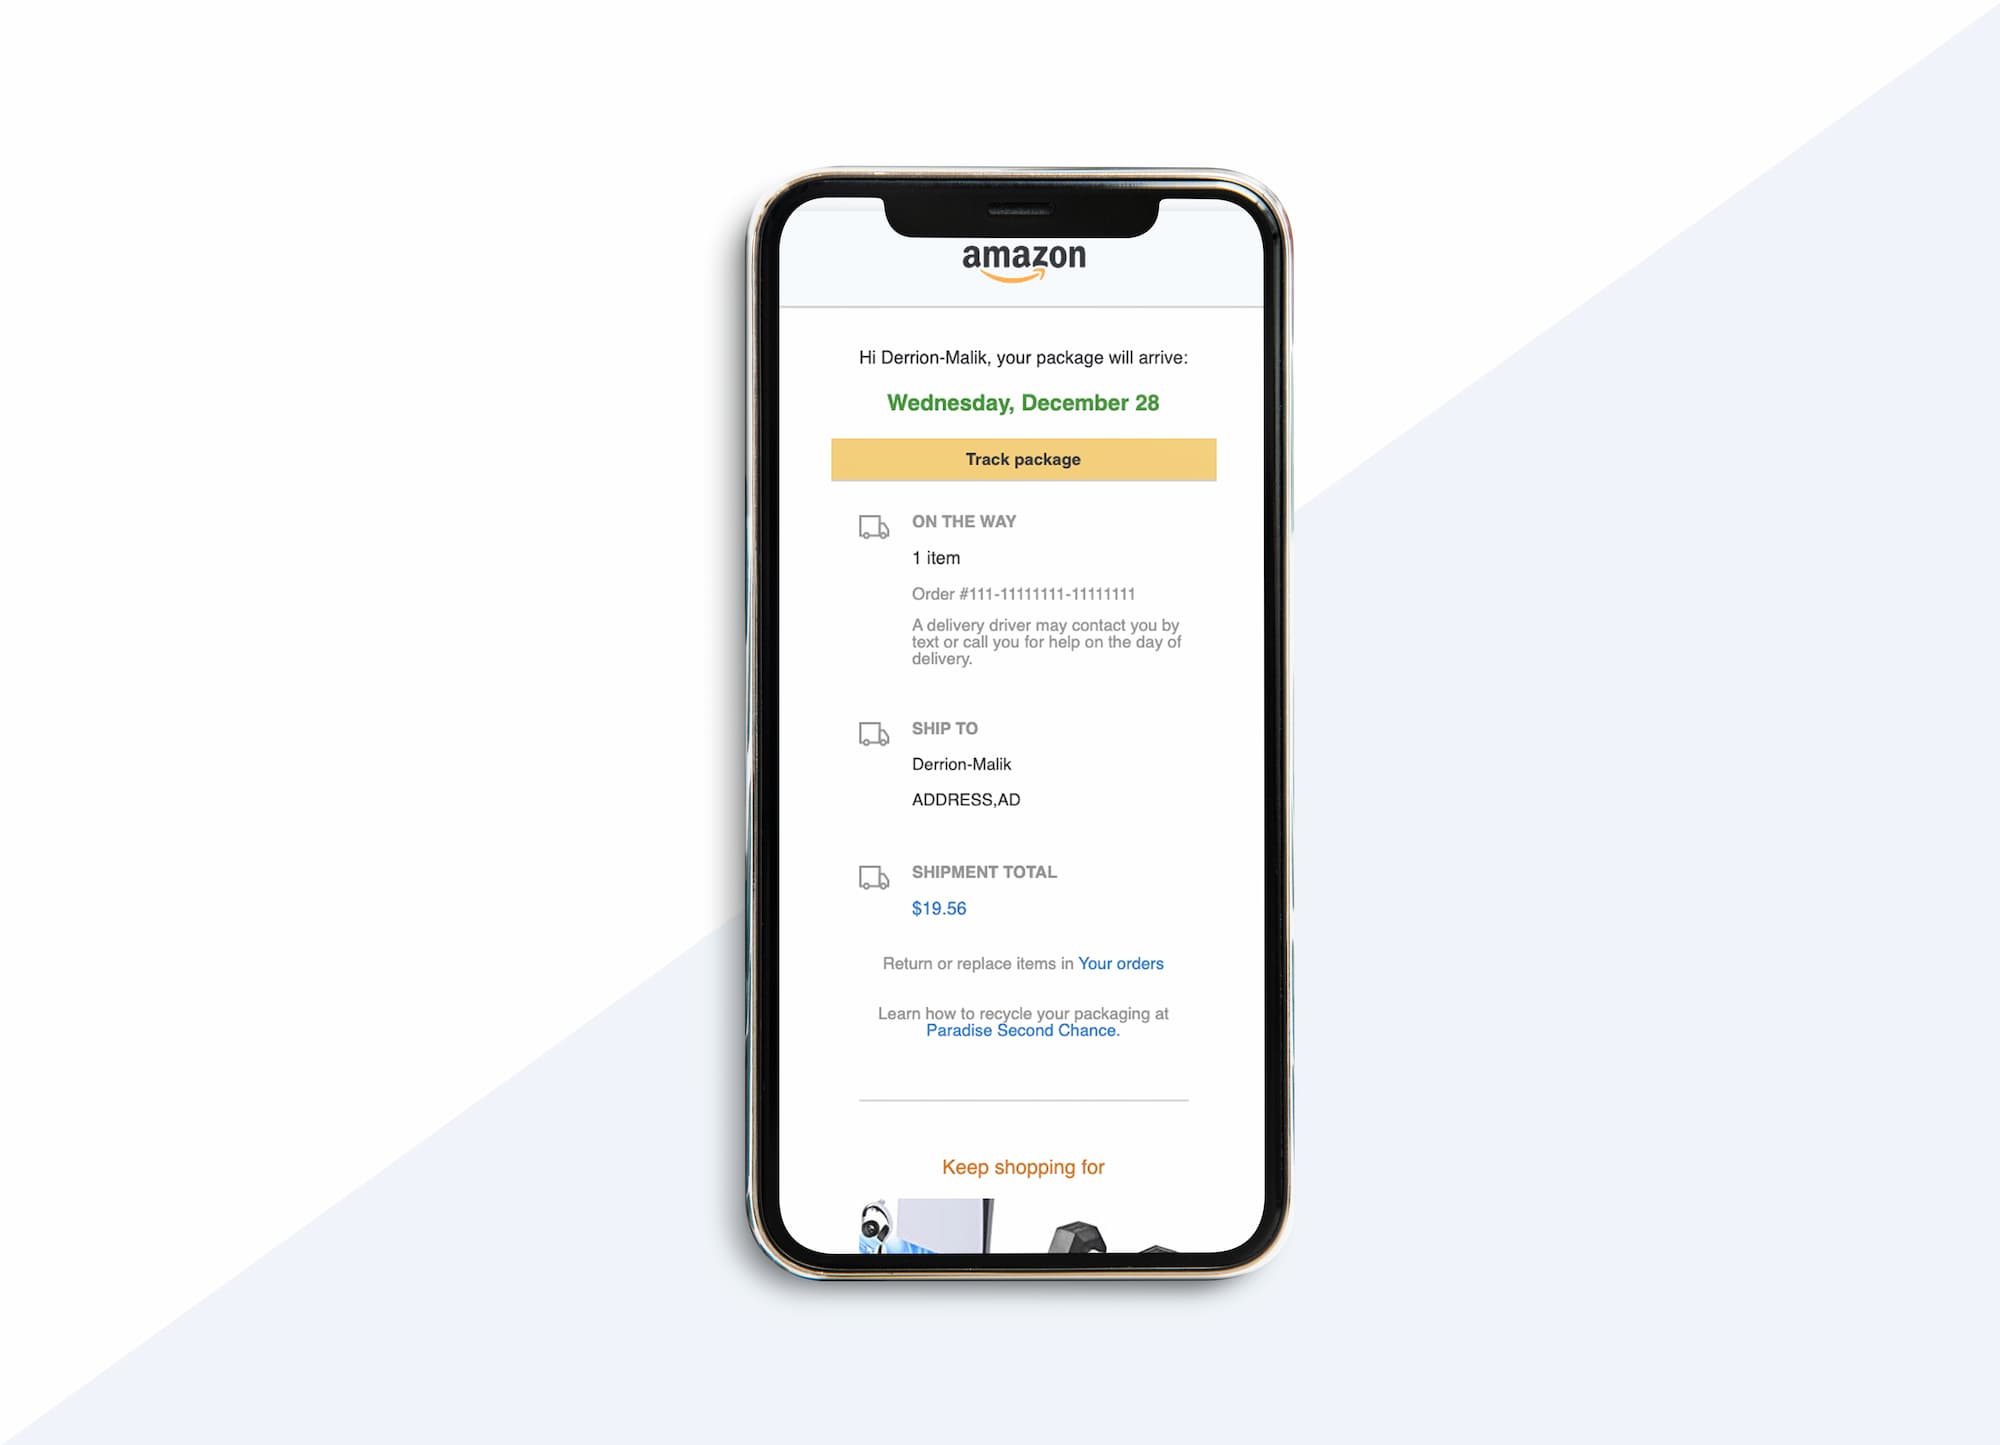 amazon
Hi Derrion-Malik, your package will arrive:
Wednesday, December 28
Track package
ON THE WAY
1 item
Order #111-11111111-11111111
A delivery driver may contact you by
text or call you for help on the day of
delivery.
SHIP TO
Derrion-Malik
ADDRESS,AD
SHIPMENT TOTAL
$19.56
Return or replace items in Your orders
Learn how to recycle your packaging at
Paradise Second Chance.
Keep shopping for